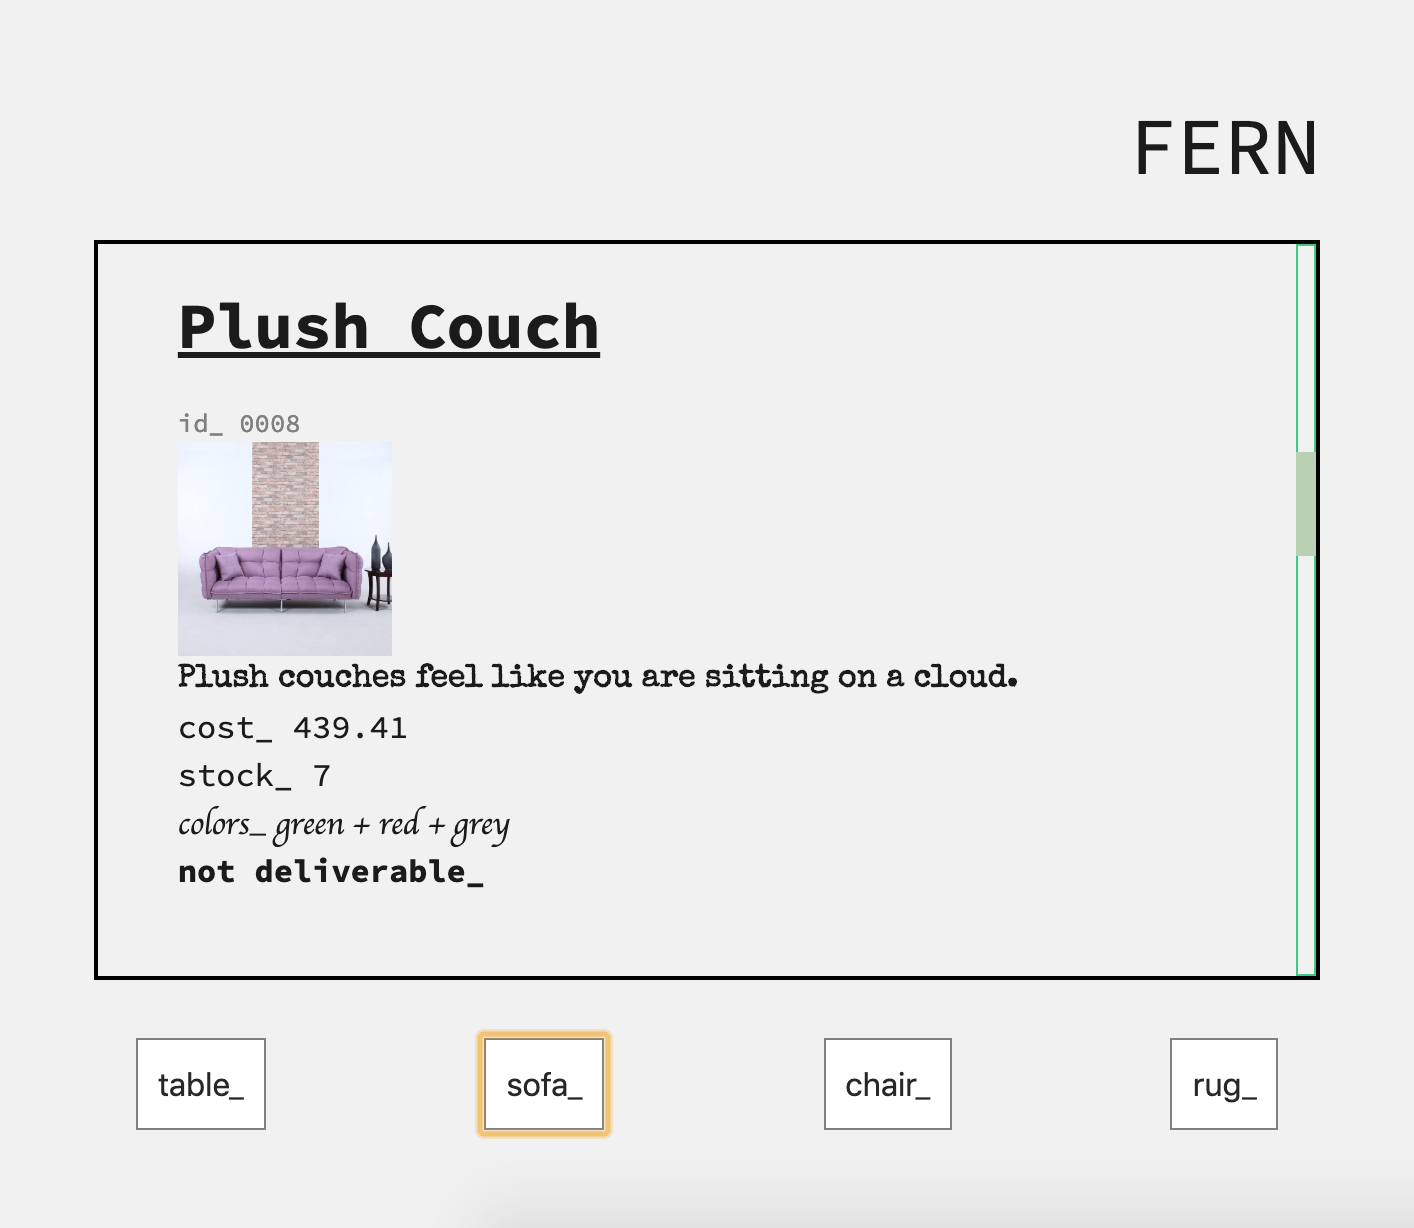 FERN
Plush Couch
id_ 0008
Plush couches feel like you are sitting on a cloud.
cost_ 439.41
stock_ 7
colors_ green + red + grey
not deliverable_
table_
sofa_
chair_
rug_